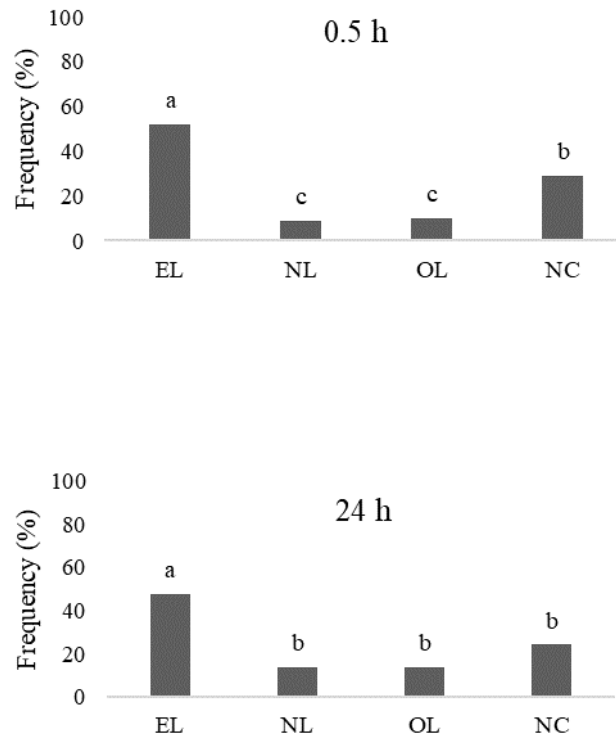 100
0.5 h
80
60
a
40
b
20
c
c
0
EL NL OL NC
Frequency (%)
100
24 h
80
60
a
40
b
b
b
20
0
EL NL OL NC
Frequency (%)